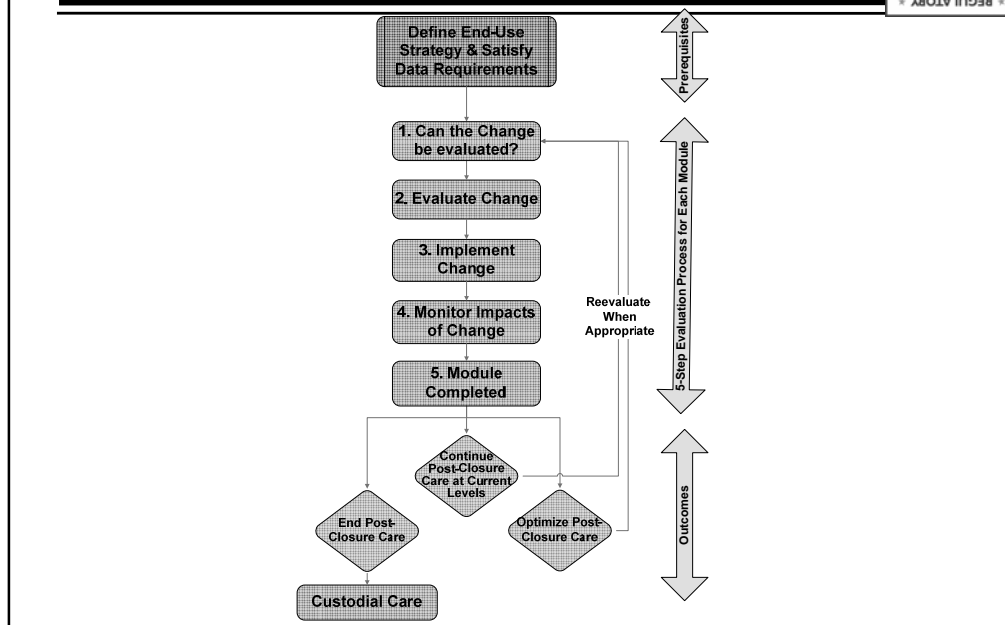 REGULATORY
Define End-Use
Strategy & Satisfy
Data Requirements
Prerequisites
1. Can the Change
be evaluated?
2. Evaluate Change
3. Implement
Change
4. Monitor Impacts
of Change
5. Module
Completed
5-Step Evaluation Process for Each Module
Reevaluate
When
Appropriate
Continue
Post-Closure
Care at Current
Levels
End Post-
Closure Care
Optimize Post-
Closure Care
Outcomes
Custodial Care